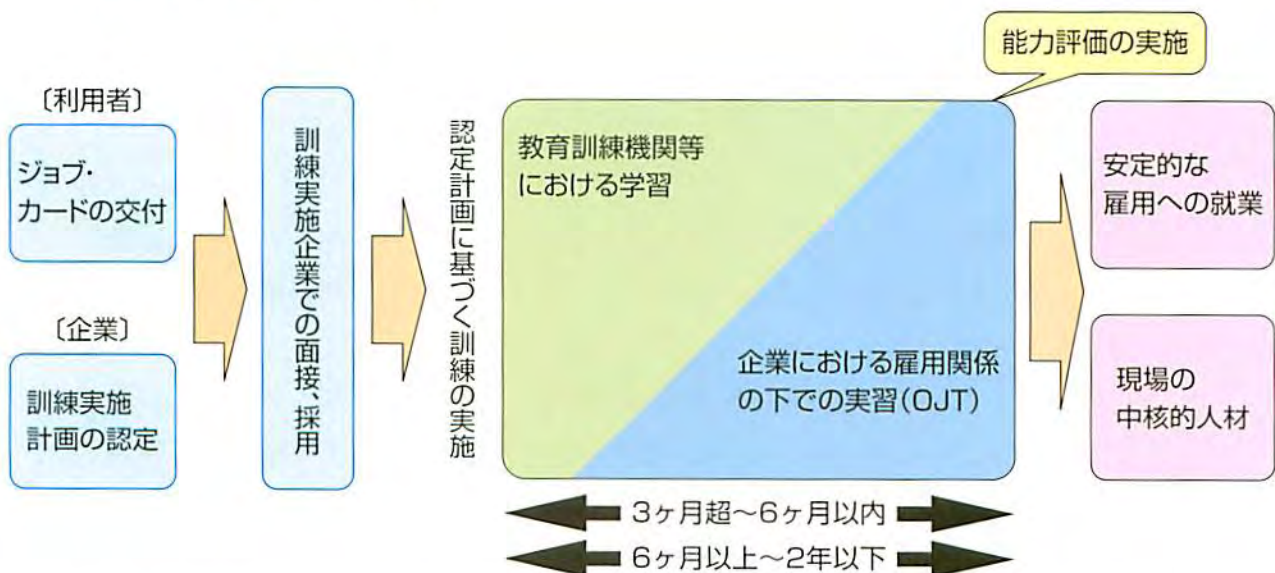 〔利用者〕
ジョブ・
カードの交付
〔企業〕
訓練実施
計画の認定
訓練実施企業での面接、採用
認定計画に基づく訓練の実施
教育訓練機関等
における学習
企業における雇用関係
の下での実習(OJT)
能力評価の実施
3ヶ月超〜6ヶ月以内
6ヶ月以上〜2年以下
安定的な
雇用への就業
現場の
中核的人材